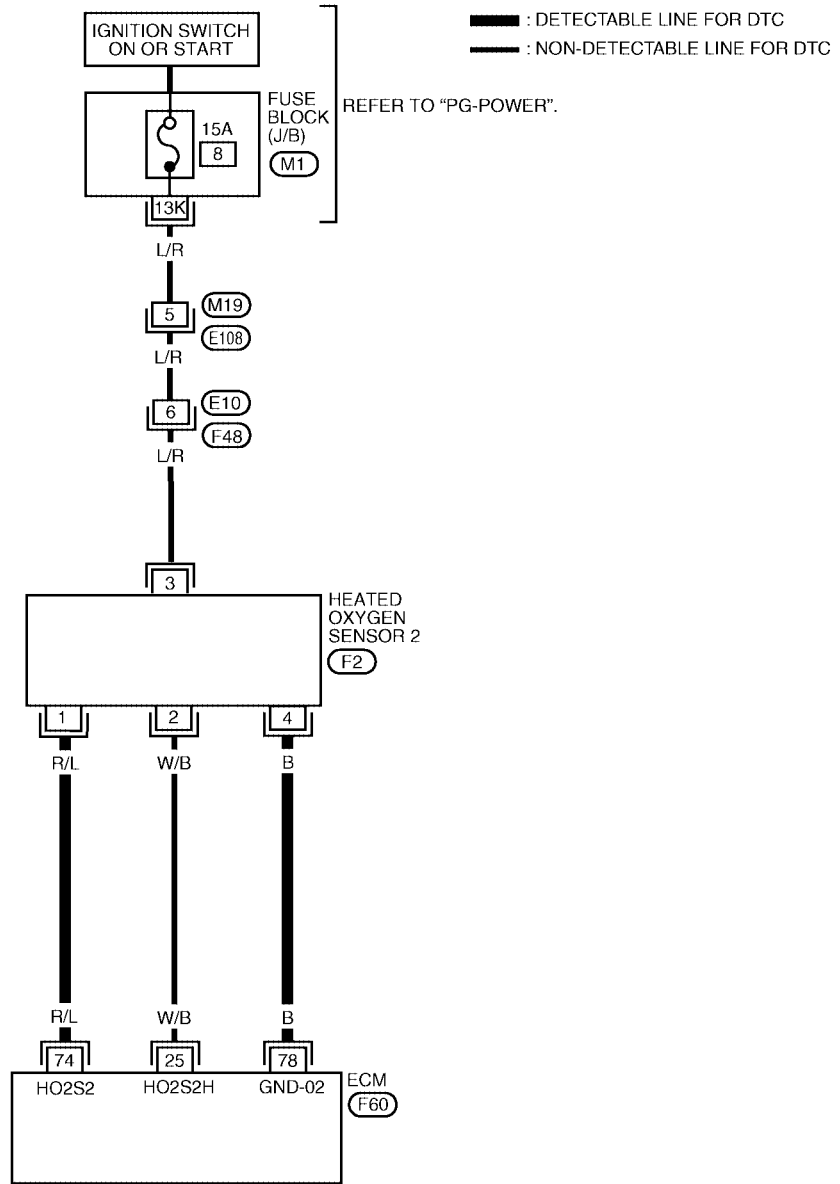 IGNITION SWITCH
ON OR START
: DETECTABLE LINE FOR DTC
: NON-DETECTABLE LINE FOR DTC
15A
8
FUSE
BLOCK
(J/B)
M1
REFER TO “PG-POWER”.
13K
L/R
5
M19
E108
L/R
6
E10
F48
L/R
3
HEATED
OXYGEN
SENSOR 2
F2
1
2
4
R/L
W/B
B
R/L
W/B
B
74
25
78
HO2S2
HO2S2H
GND-02
ECM
F60